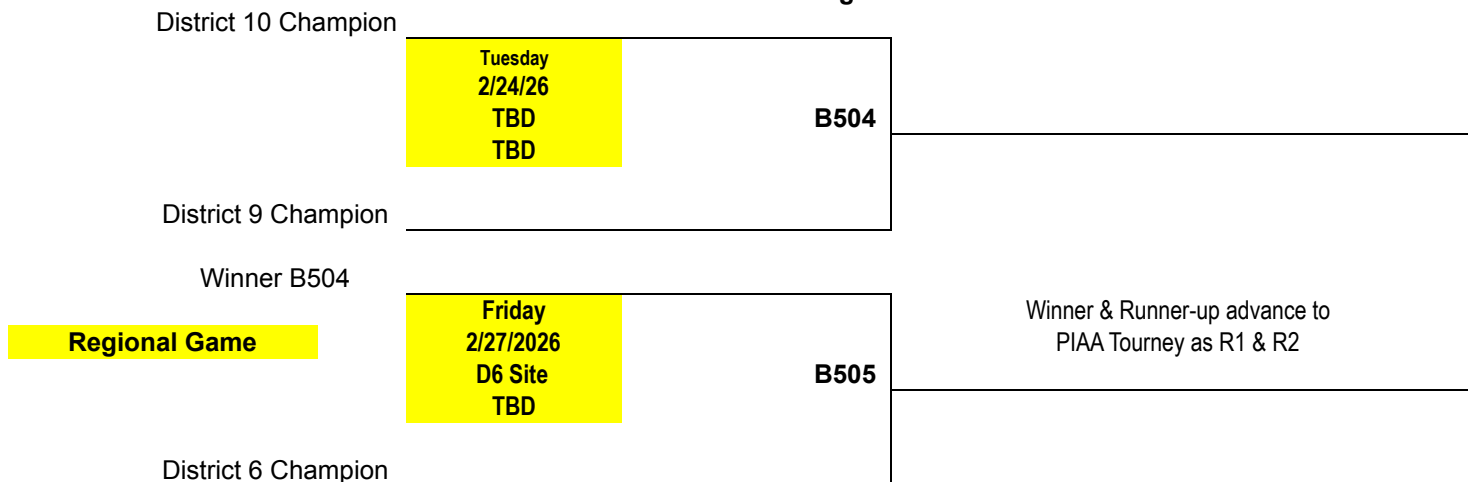 District 10 Champion
Tuesday
2/24/26
TBD
B504
TBD
District 9 Champion
Winner B504
Friday
Winner & Runner-up advance to
Regional Game
2/27/2026
PIAA Tourney as R1 & R2
D6 Site
B505
TBD
District 6 Champion